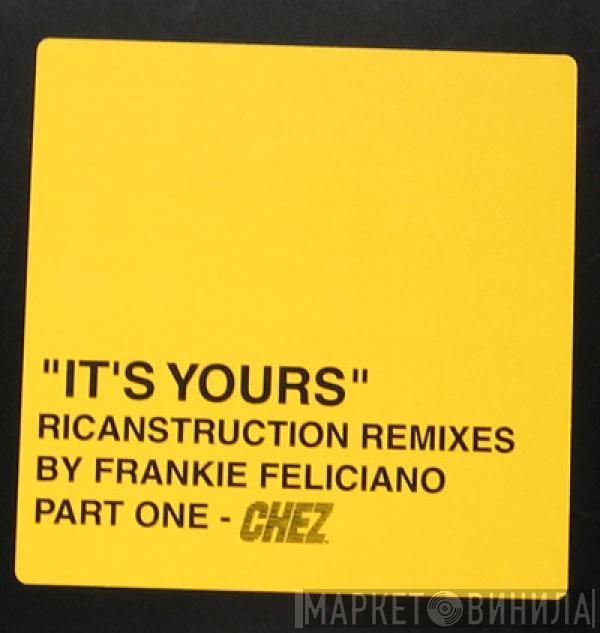 "IT'S YOURS"
RICANSTRUCTION REMIXES
BY FRANKIE FELICIANO
PART ONE - CHEZ
МАРКЕТ ВИНИЛА